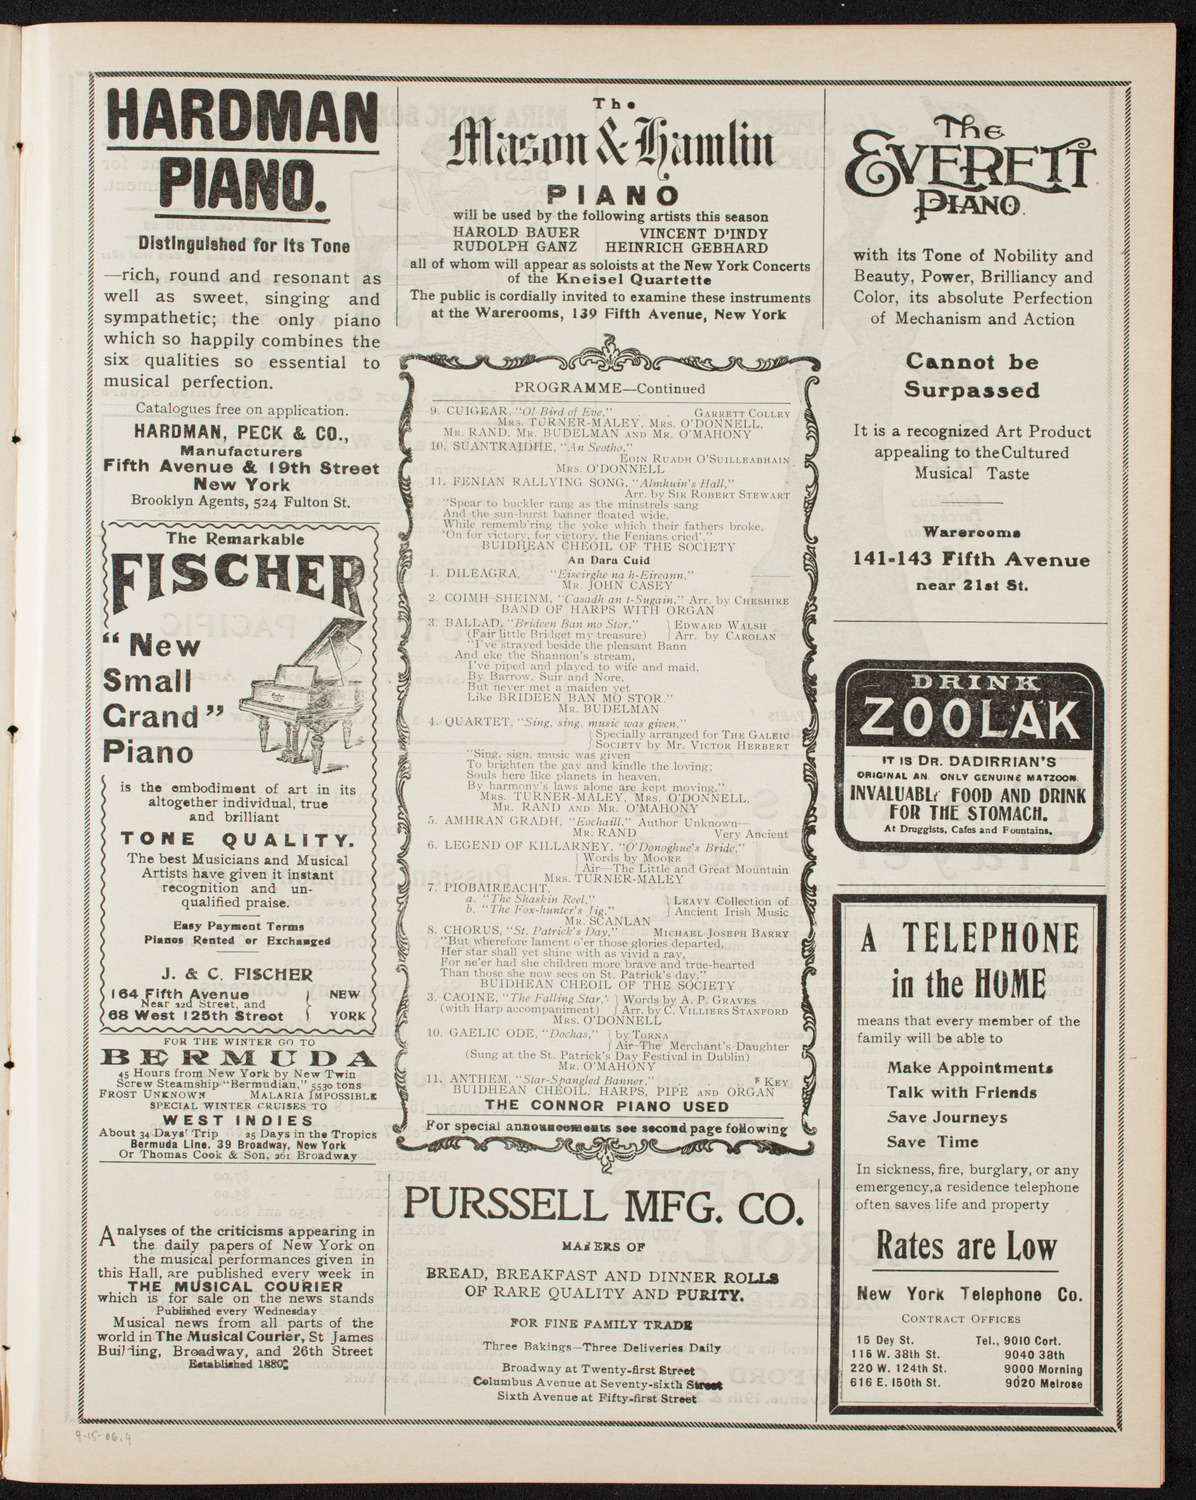 HARDMAN
PIANO.
Distinguished for its Tone
—rich, round and resonant as
well as sweet, singing and
sympathetic; the only piano
which so happily combines the
six qualities so essential to
musical perfection.
Catalogues free on application.
HARDMAN, PECK & CO.,
Manufacturers
Fifth Avenue & 19th Street
New York
Brooklyn Agents, 524 Fulton St.
The Remarkable
FISCHER
"New
Small
Grand"
Piano
is the embodiment of art in its
altogether individual, true
and brilliant
TONE QUALITY.
The best Musicians and Musical
Artists have given it instant
recognition and un-
qualified praise.
Easy Payment Terms
Pianos Rented or Exchanged
J. & C. FISCHER
164 Fifth Avenue
Near 22d Street, and
68 West 125th Street
NEW
YORK
FOR THE WINTER GO TO
BERMUDA
45 Hours from New York by New Twin
Screw Steamship "Bermudian," 5530 tons
FROST UNKNOWN MALARIA IMPOSSIBLE
SPECIAL WINTER CRUISES TO
WEST INDIES
About 34 Days' Trip 25 Days in the Tropics
Bermuda Line, 39 Broadway, New York
Or Thomas Cook & Son, 261 Broadway
Analyses of the criticisms appearing in
the daily papers of New York on
the musical performances given in
this Hall, are published every week in
THE MUSICAL COURIER
which is for sale on the news stands
Published every Wednesday
Musical news from all parts of the
world in The Musical Courier, St James
Building, Broadway, and 26th Street
Established 1880
The
Mason & Hamlin
PIANO
will be used by the following artists this season
HAROLD BAUER VINCENT D'INDY
RUDOLPH GANZ HEINRICH GEBHARD
all of whom will appear as soloists at the New York Concerts
of the Kneisel Quartette
The public is cordially invited to examine these instruments
at the Warerooms, 139 Fifth Avenue, New York
PROGRAMME—Continued
9. CUIGEAR, "O! Bird of Eve," . . GARRETT COLLEY
MRS. TURNER-MALEY, MRS. O'DONNELL,
MR. RAND, MR. BUDELMAN AND MR. O'MAHONY
10. SUANTRAIDHE, "An Seotho,"
EOIN RUADH O'SUILLEABHAIN
MRS. O'DONNELL
11. FENIAN RALLYING SONG, "Almhuin's Hall,"
Arr. by SIR ROBERT STEWART
"Spear to buckler rang as the minstrels sang
And the sun-burst banner floated wide,
While rememb'ring the yoke which their fathers broke,
'On for victory, for victory, the Fenians cried'."
BUIDHEAN CHEOIL OF THE SOCIETY
An Dara Cuid
1. DILEAGRA, "Eiseirghe na h-Eireann,"
MR. JOHN CASEY
2. COIMH-SHEINM, "Casadh an t-Sugain," Arr. by CHESHIRE
BAND OF HARPS WITH ORGAN
3. BALLAD, "Brideen Ban mo Stor," } EDWARD WALSH
(Fair little Bridget my treasure) } Arr. by CAROLAN
"I've strayed beside the pleasant Bann
And eke the Shannon's stream,
I've piped and played to wife and maid,
By Barrow, Suir and Nore,
But never met a maiden yet
Like BRIDEEN BAN MO STOR."
MR. BUDELMAN
4. QUARTET, "Sing, sing, music was given,"
} Specially arranged for THE GALEIC
} SOCIETY by MR. VICTOR HERBERT
"Sing, sign, music was given
To brighten the gay and kindle the loving;
Souls here like planets in heaven,
By harmony's laws alone are kept moving."
MRS. TURNER-MALEY, MRS. O'DONNELL,
MR. RAND AND MR. O'MAHONY
5. AMHRAN GRADH, "Eochaill," Author Unknown—
MR. RAND Very Ancient
6. LEGEND OF KILLARNEY, "O'Donoghue's Bride,"
} Words by MOORE
} Air—The Little and Great Mountain
MRS. TURNER-MALEY
7. PIOBAIREACHT,
a. "The Shaskin Reel," } LEAVY Collection of
b. "The Fox-hunter's Jig," } Ancient Irish Music
MR. SCANLAN
8. CHORUS, "St. Patrick's Day," MICHAEL JOSEPH BARRY
"But wherefore lament o'er those glories departed,
Her star shall yet shine with as vivid a ray,
For ne'er had she children more brave and true-hearted
Than those she now sees on St. Patrick's day."
BUIDHEAN CHEOIL OF THE SOCIETY
3. CAOINE, "The Falling Star," } Words by A. P. GRAVES
(with Harp accompaniment) } Arr. by C. VILLIERS STANFORD
MRS. O'DONNELL
10. GAELIC ODE, "Dochas," } by TORNA
} Air—The Merchant's Daughter
(Sung at the St. Patrick's Day Festival in Dublin)
MR. O'MAHONY
11. ANTHEM, "Star-Spangled Banner," . . KEY
BUIDHEAN CHEOIL, HARPS, PIPE AND ORGAN
THE CONNOR PIANO USED
For special announcements see second page following
PURSSELL MFG. CO.
MAKERS OF
BREAD, BREAKFAST AND DINNER ROLLS
OF RARE QUALITY AND PURITY.
FOR FINE FAMILY TRADE
Three Bakings—Three Deliveries Daily
Broadway at Twenty-first Street
Columbus Avenue at Seventy-sixth Street
Sixth Avenue at Fifty-first Street
The
EVERETT
PIANO.
with its Tone of Nobility and
Beauty, Power, Brilliancy and
Color, its absolute Perfection
of Mechanism and Action
Cannot be
Surpassed
It is a recognized Art Product
appealing to the Cultured
Musical Taste
Warerooms
141-143 Fifth Avenue
near 21st St.
DRINK
ZOOLAK
IT IS DR. DADIRRIAN'S
ORIGINAL AN ONLY GENUINE MATZOON
INVALUABLE FOOD AND DRINK
FOR THE STOMACH.
At Druggists, Cafes and Fountains.
A TELEPHONE
in the HOME
means that every member of the
family will be able to
Make Appointments
Talk with Friends
Save Journeys
Save Time
In sickness, fire, burglary, or any
emergency, a residence telephone
often saves life and property
Rates are Low
New York Telephone Co.
CONTRACT OFFICES
15 Dey St. Tel., 9010 Cort.
115 W. 38th St. 9040 38th
220 W. 124th St. 9000 Morning
616 E. 150th St. 9020 Melrose
9-15-06.9